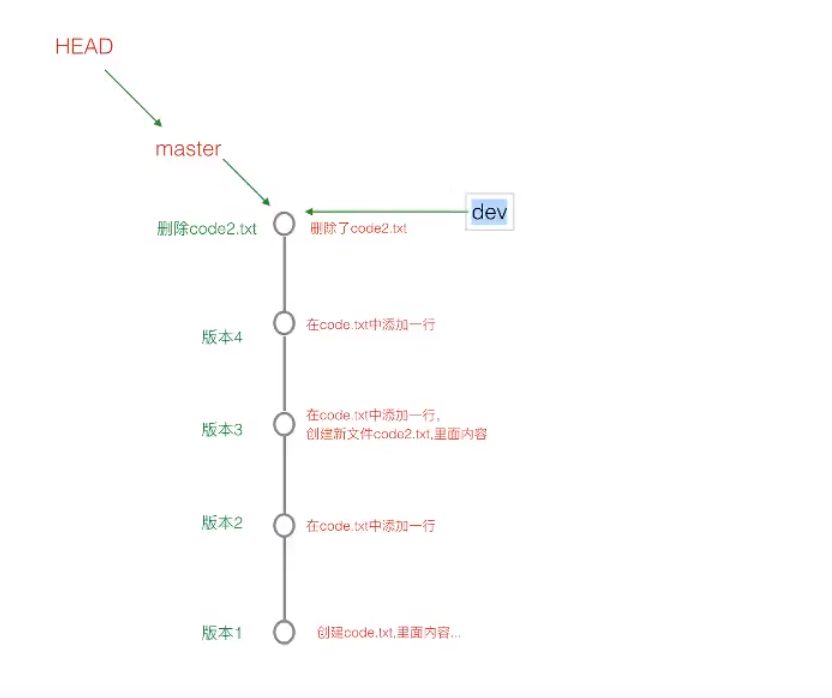 HEAD
master
dev
删除code2.txt
删除了code2.txt
版本4
在code.txt中添加一行
版本3
在code.txt中添加一行,
创建新文件code2.txt,里面内容
版本2
在code.txt中添加一行
版本1
创建code.txt,里面内容...